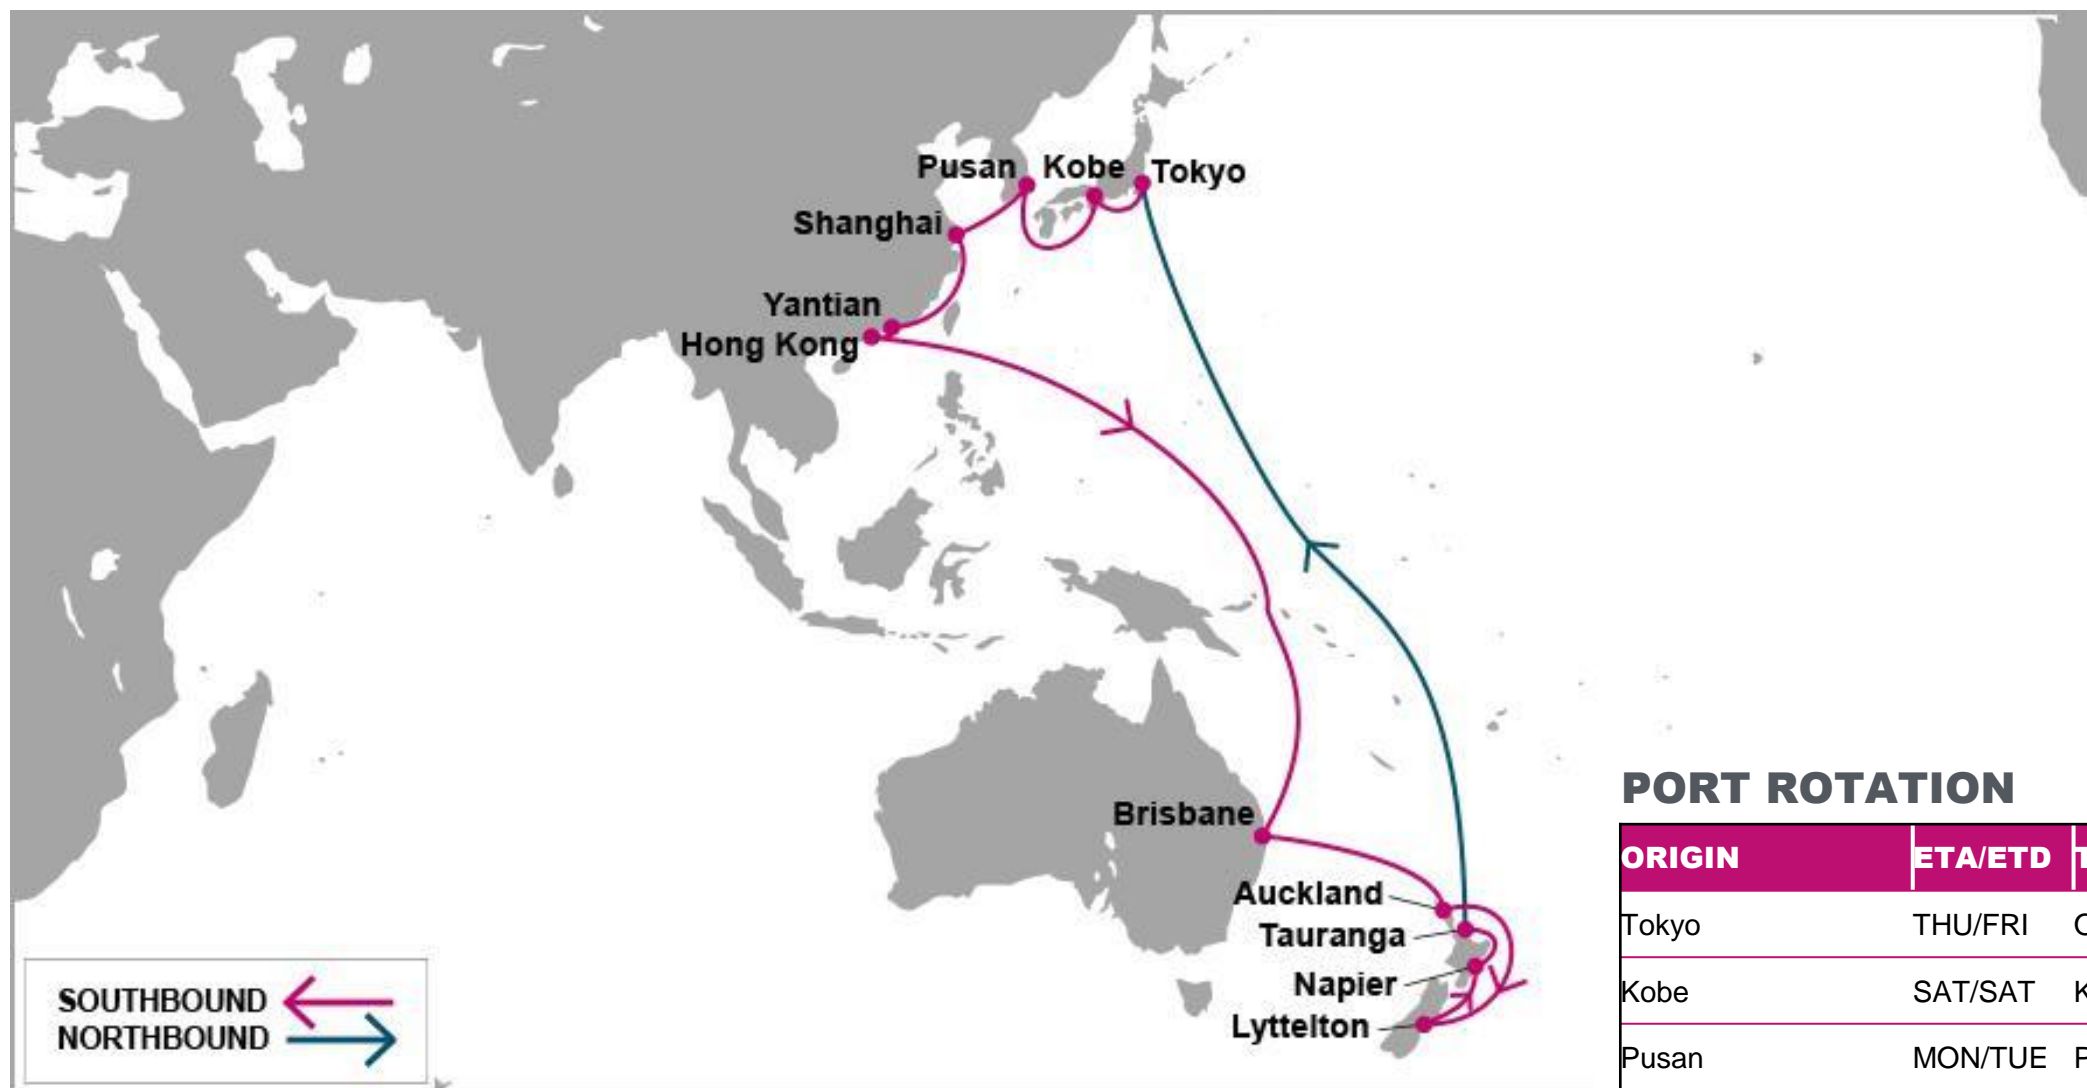 Pusan
Kobe
Tokyo
Shanghai
Yantian
Hong Kong
Brisbane
Auckland
Tauranga
Napier
Lyttelton
SOUTHBOUND
NORTHBOUND
PORT ROTATION
ORIGIN ETA/ETD
Tokyo THU/FRI
Kobe SAT/SAT
Pusan MON/TUE